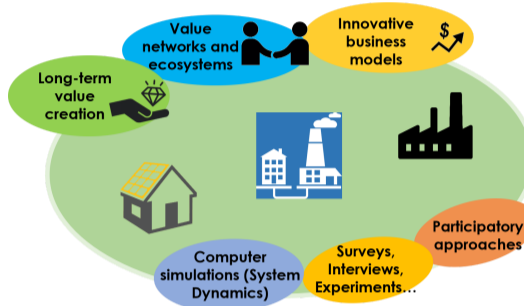 Value
networks and
ecosystems
Innovative
business
models
$
Long-term
value
creation
Participatory
approaches
Computer
simulations (System
Dynamics)
Surveys,
Interviews,
Experiments…